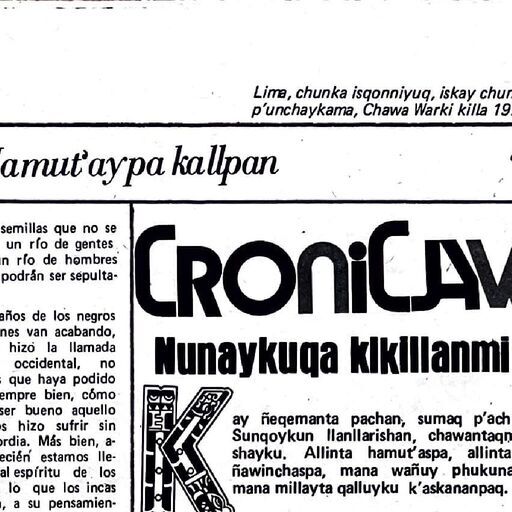 Lima, chunka isqonniyuq, iskay chun
p'unchaykama, Chawa Warki killa 19
Hamut'aypa kallpan
semillas que no se
un río de gentes
un río de hombres
podrán ser sepulta-
años de los negros
nes van acabando,
hizo la llamada
occidental, no
s que haya podido
empre bien, cómo
ser bueno aquello
s hizo sufrir sin
ordia. Más bien, a-
ecién estamos lle-
al espíritu de los
lo que los incas
, a su pensamien-
CRONICAW
Nunaykuqa kikillanmi
Kay ñeqemanta pachan, sumaq p'ach
Sunqoykun llanllarishan, chawantaqn
shayku. Allinta hamut'aspa, allinta
ñawinchaspa, mana wañuy phukuna
mana millayta qalluyku k'askananpaq.